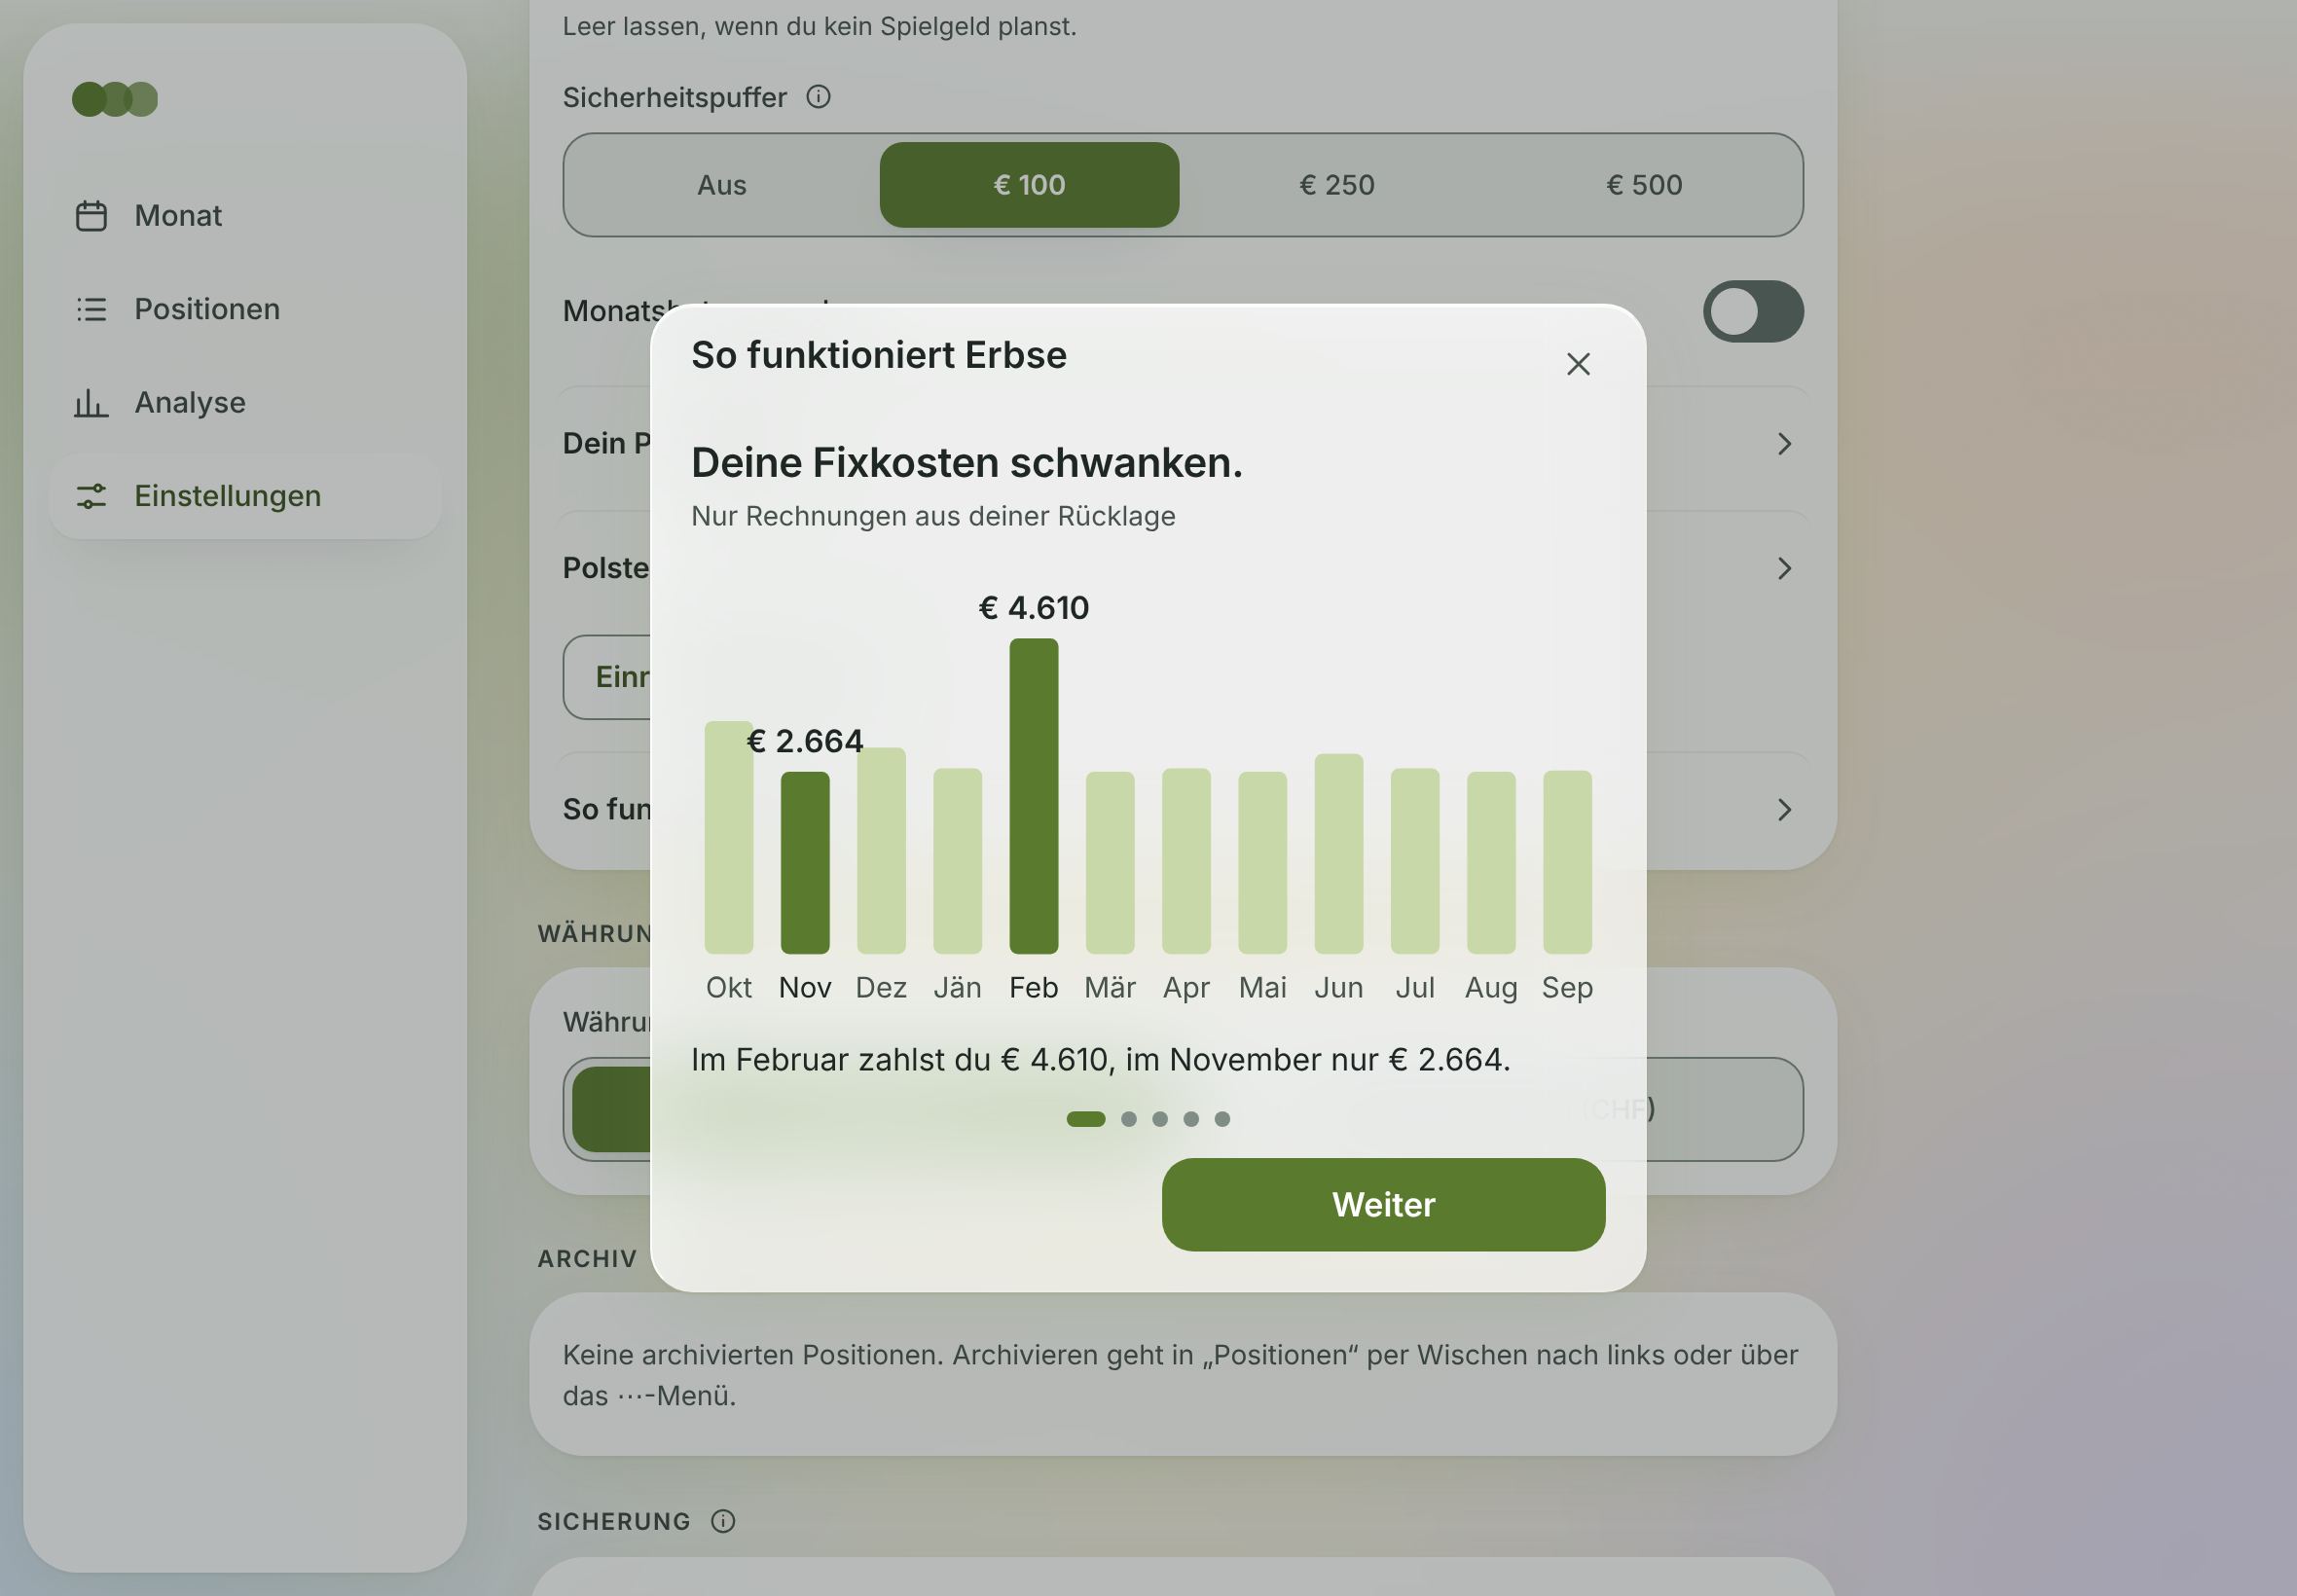 Leer lassen, wenn du kein Spielgeld planst.
Sicherheitspuffer
Aus
€ 100
€ 250
€ 500
Monat
Positionen
Analyse
Einstellungen
So funktioniert Erbse
Dein P
Deine Fixkosten schwanken.
Nur Rechnungen aus deiner Rücklage
Polste
Einr
So fun
€ 4.610
€ 2.664
Okt Nov Dez Jän Feb Mär Apr Mai Jun Jul Aug Sep
Im Februar zahlst du € 4.610, im November nur € 2.664.
WÄHRUN
Währu
CHF)
Weiter
ARCHIV
Keine archivierten Positionen. Archivieren geht in „Positionen“ per Wischen nach links oder über
das ···-Menü.
SICHERUNG